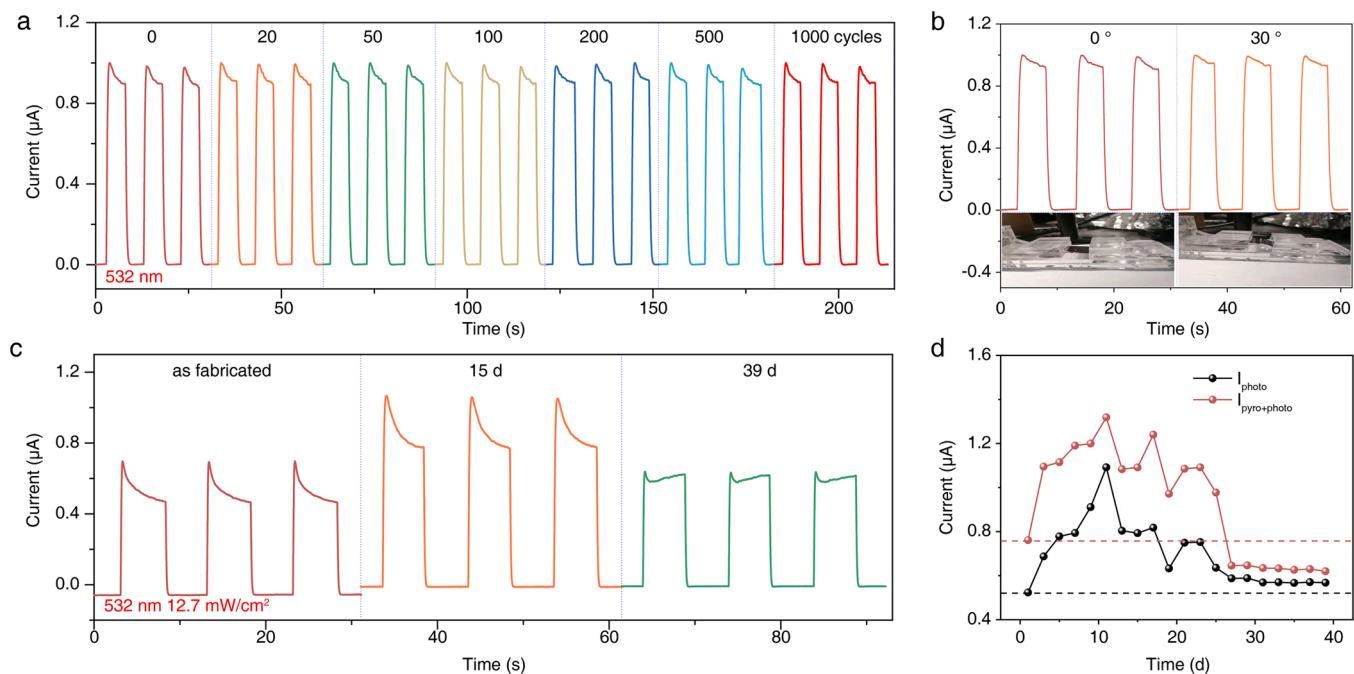 a
1.2
0.8
0.4
0.0
Current (μA)
0 20 50 100 200 500 1000 cycles
532 nm
0 50 100 150 200
Time (s)
b
1.2
0.8
0.4
0.0
-0.4
Current (μA)
0 ° 30 °
0 20 40 60
Time (s)
c
1.2
0.8
0.4
0.0
Current (μA)
as fabricated 15 d 39 d
532 nm 12.7 mW/cm²
0 20 40 60 80
Time (s)
d
1.6
1.2
0.8
0.4
Current (μA)
Iphoto
Ipyro+photo
0 10 20 30 40
Time (d)